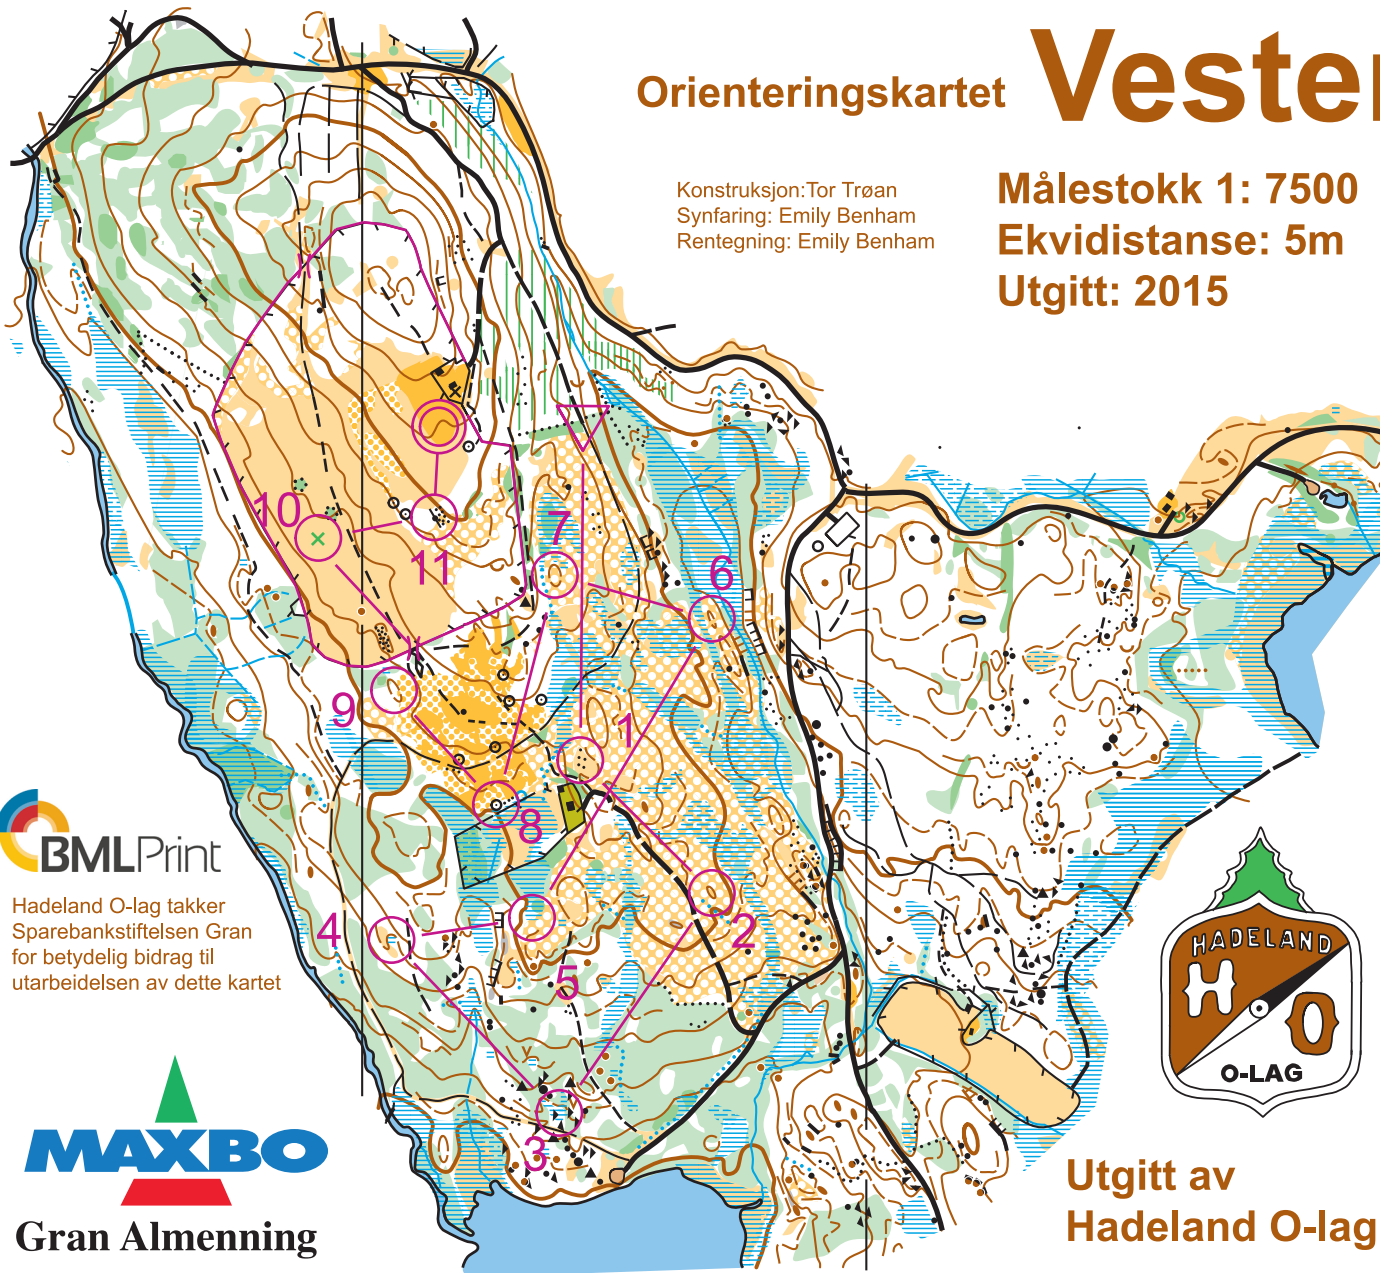 Orienteringskartet Vester
Konstruksjon:Tor Trøan
Synfaring: Emily Benham
Rentegning: Emily Benham
Målestokk 1: 7500
Ekvidistanse: 5m
Utgitt: 2015
10
7
11
6
9
1
8
4
2
5
3
BMLPrint
Hadeland O-lag takker
Sparebankstiftelsen Gran
for betydelig bidrag til
utarbeidelsen av dette kartet
MAXBO
Gran Almenning
HADELAND
H O
O-LAG
Utgitt av
Hadeland O-lag